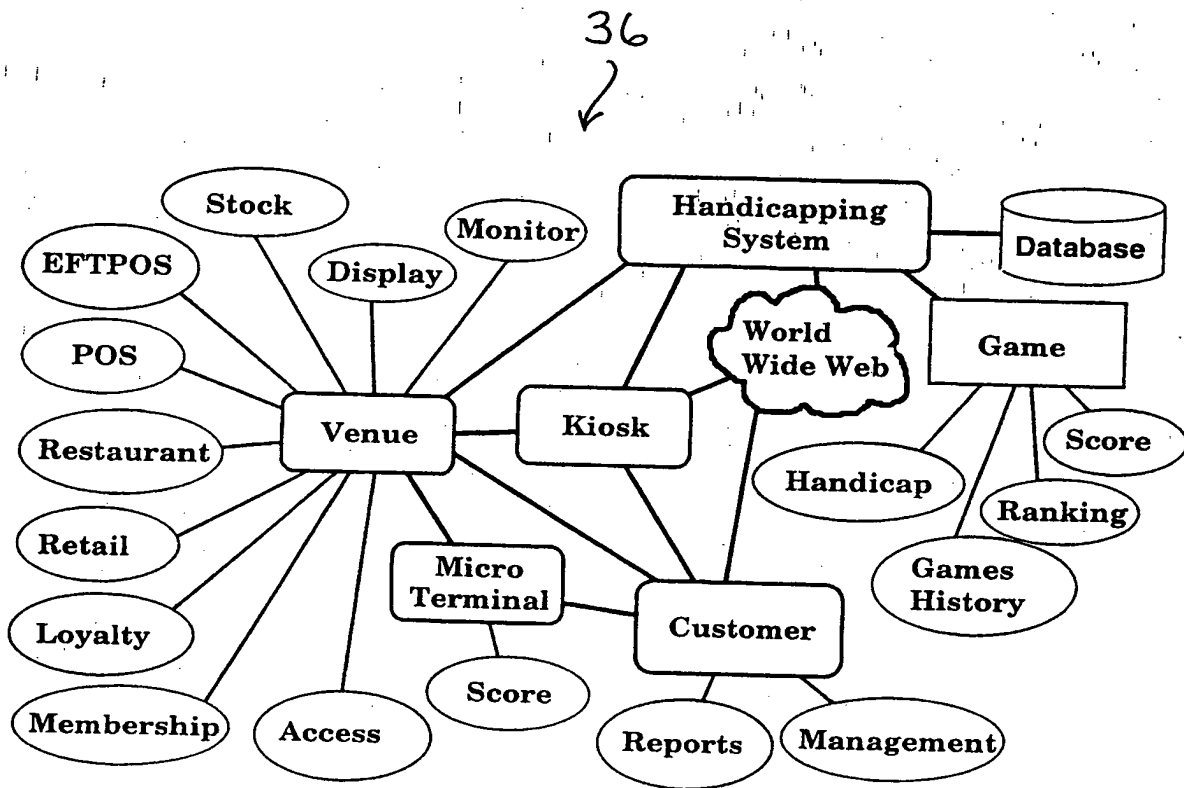 36
Stock
Monitor
Handicapping
System
Database
EFTPOS
Display
World
Wide Web
Game
POS
Venue
Kiosk
Score
Restaurant
Handicap
Ranking
Retail
Micro
Terminal
Games
History
Loyalty
Customer
Score
Membership
Access
Reports
Management